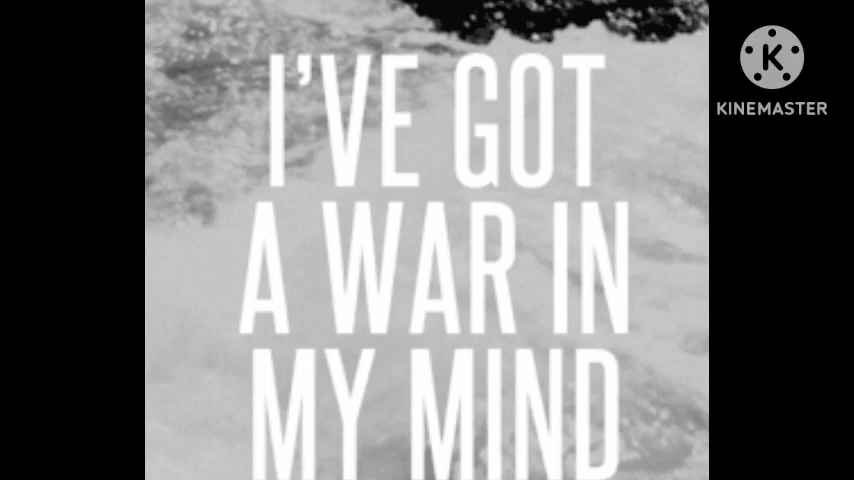 I'VE GOT
A WAR IN
MY MIND
K
KINEMASTER